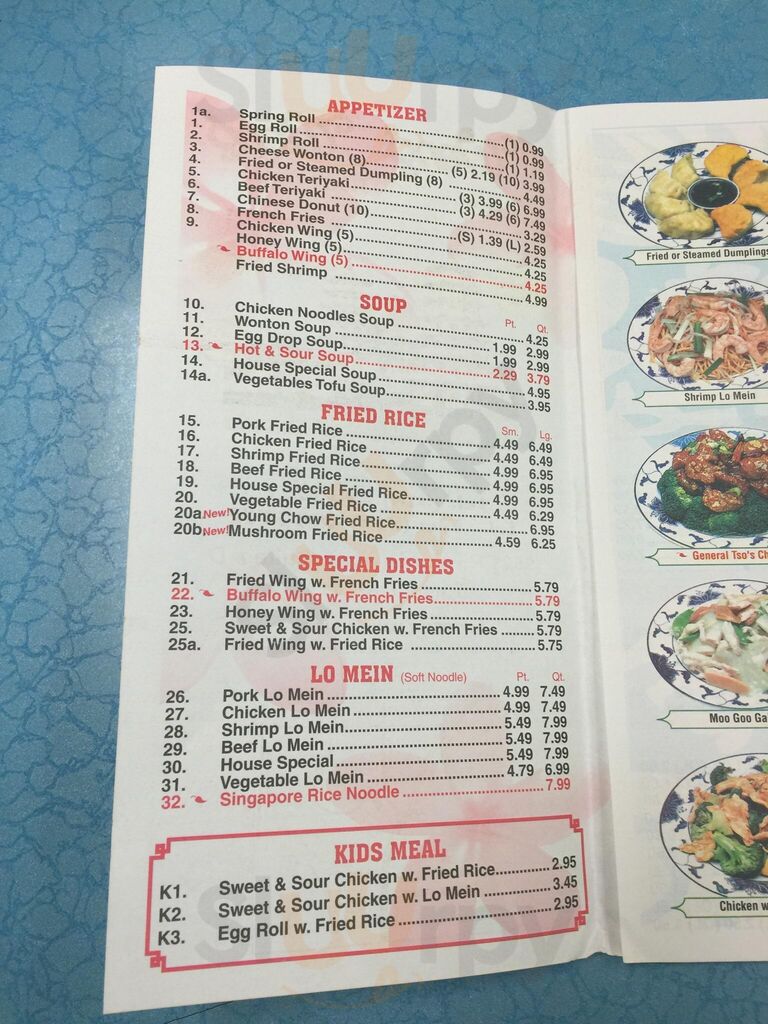 APPETIZER
1a. Spring Roll (1) 0.99
1. Egg Roll (1) 0.99
2. Shrimp Roll (1) 1.19
3. Cheese Wonton (8) (5) 2.19 (10) 3.99
4. Fried or Steamed Dumpling (8) 4.49
5. Chicken Teriyaki (3) 3.99 (6) 6.99
6. Beef Teriyaki (3) 4.29 (6) 7.49
7. Chinese Donut (10) 3.29
8. French Fries (S) 1.39 (L) 2.59
9. Chicken Wing (5) 4.25
Honey Wing (5) 4.25
Buffalo Wing (5) 4.25
Fried Shrimp 4.99
SOUP
Pt. Qt.
10. Chicken Noodles Soup 4.25
11. Wonton Soup 1.99 2.99
12. Egg Drop Soup 1.99 2.99
13. Hot & Sour Soup 2.29 3.79
14. House Special Soup 4.95
14a. Vegetables Tofu Soup 3.95
FRIED RICE
Sm. Lg.
15. Pork Fried Rice 4.49 6.49
16. Chicken Fried Rice 4.49 6.49
17. Shrimp Fried Rice 4.99 6.95
18. Beef Fried Rice 4.99 6.95
19. House Special Fried Rice 4.99 6.95
20. Vegetable Fried Rice 4.49 6.29
20a New! Young Chow Fried Rice 6.95
20b New! Mushroom Fried Rice 4.59 6.25
SPECIAL DISHES
21. Fried Wing w. French Fries 5.79
22. Buffalo Wing w. French Fries 5.79
23. Honey Wing w. French Fries 5.79
25. Sweet & Sour Chicken w. French Fries 5.79
25a. Fried Wing w. Fried Rice 5.75
LO MEIN (Soft Noodle) Pt. Qt.
26. Pork Lo Mein 4.99 7.49
27. Chicken Lo Mein 4.99 7.49
28. Shrimp Lo Mein 5.49 7.99
29. Beef Lo Mein 5.49 7.99
30. House Special 5.49 7.99
31. Vegetable Lo Mein 4.79 6.99
32. Singapore Rice Noodle 7.99
KIDS MEAL
K1. Sweet & Sour Chicken w. Fried Rice 2.95
K2. Sweet & Sour Chicken w. Lo Mein 3.45
K3. Egg Roll w. Fried Rice 2.95
Fried or Steamed Dumplings
Shrimp Lo Mein
General Tso's Ch
Moo Goo Ga
Chicken w
Sluurpy
Sluurpy
Sluurpy